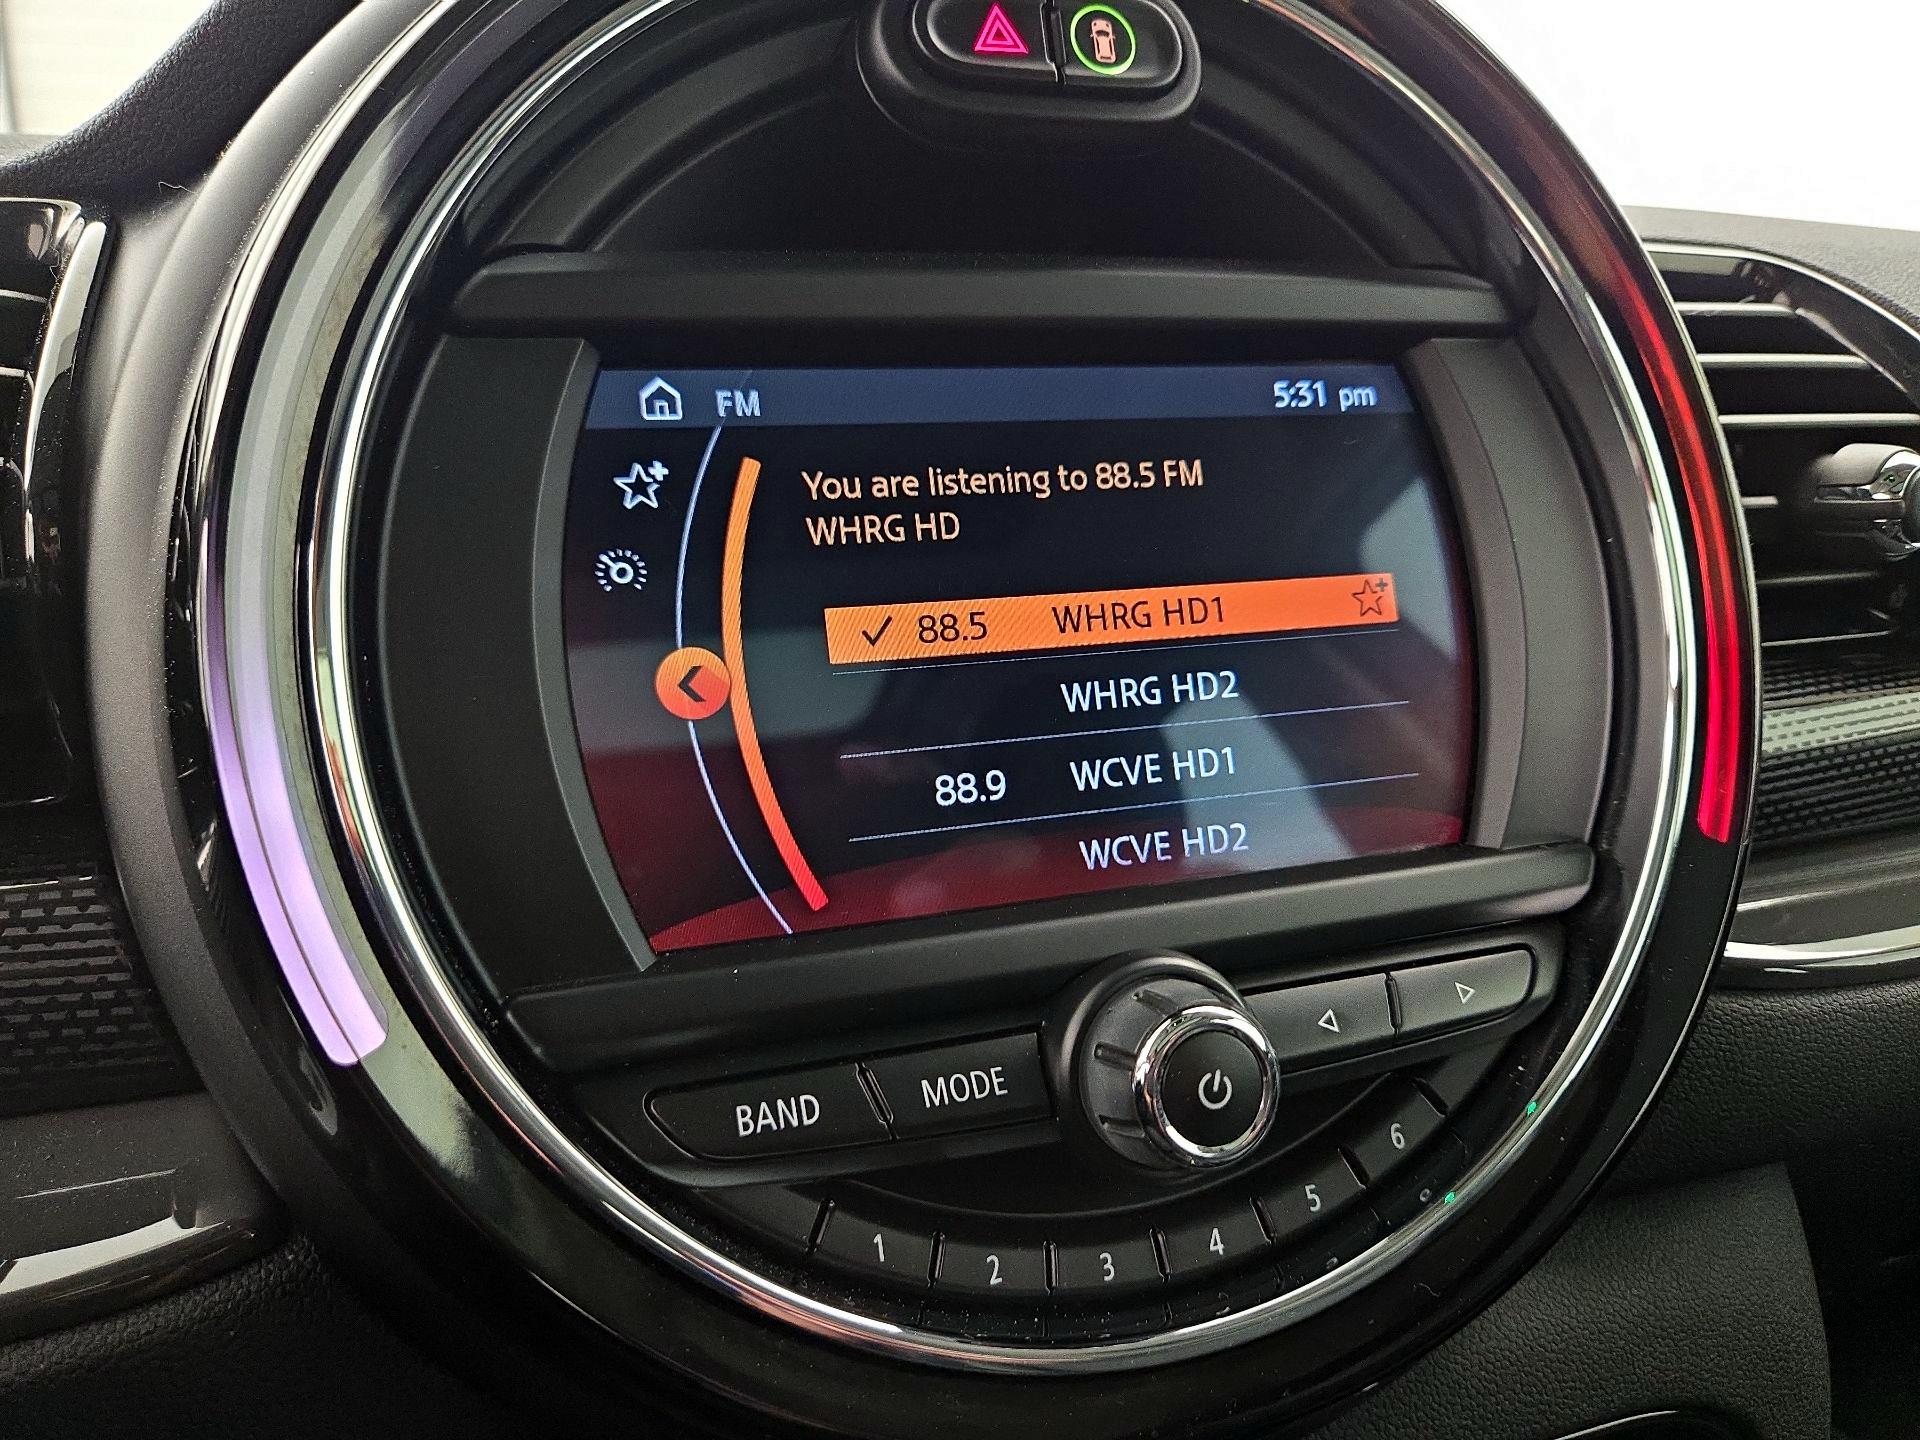 FM 5:31 pm
You are listening to 88.5 FM
WHRG HD
88.5 WHRG HD1
WHRG HD2
88.9 WCVE HD1
WCVE HD2
BAND MODE
1 2 3 4 5 6